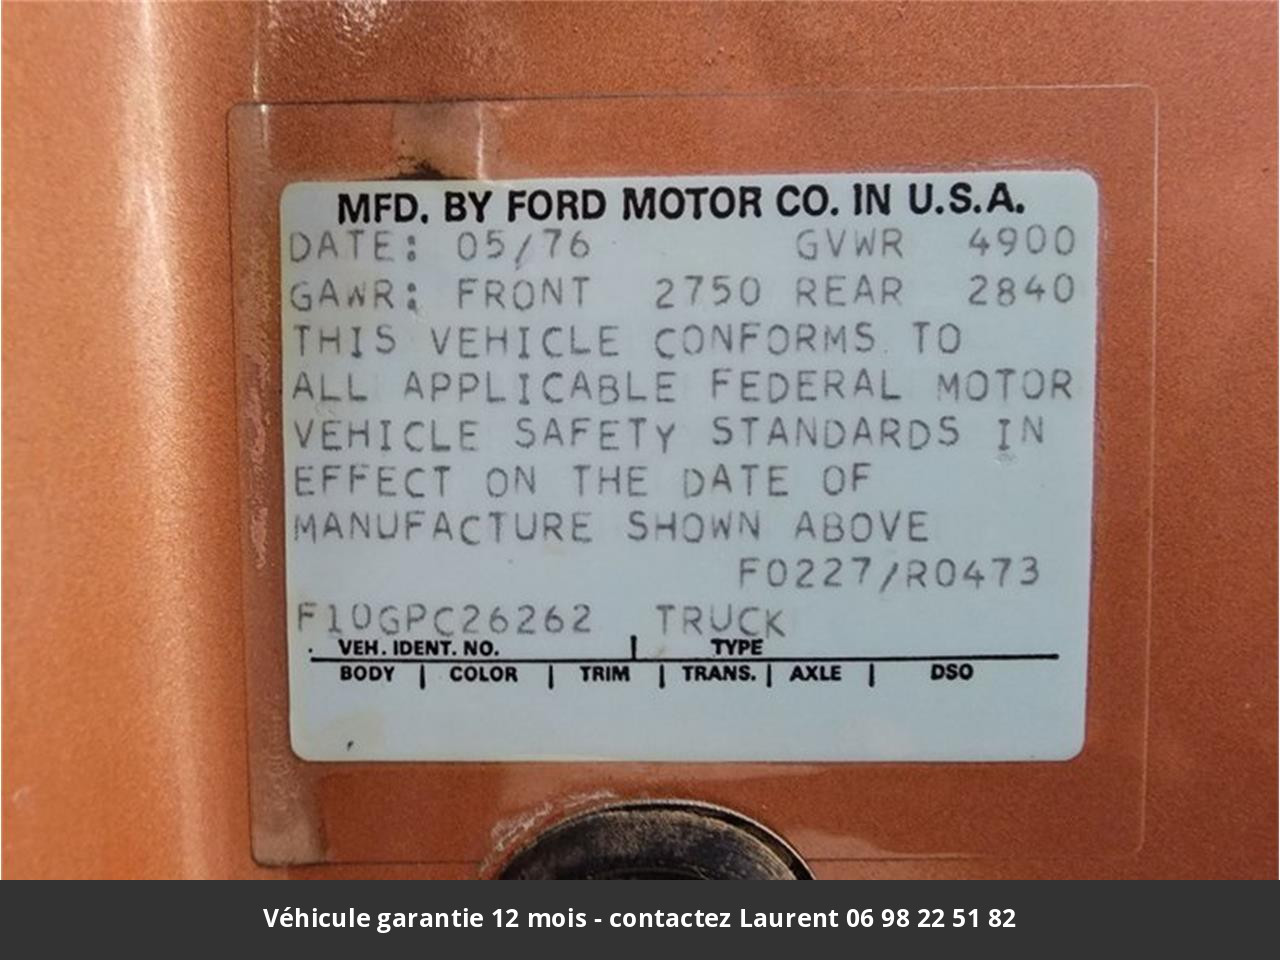 MFD. BY FORD MOTOR CO. IN U.S.A.
DATE: 05/76 GVWR 4900
GAWR: FRONT 2750 REAR 2840
THIS VEHICLE CONFORMS TO
ALL APPLICABLE FEDERAL MOTOR
VEHICLE SAFETY STANDARDS IN
EFFECT ON THE DATE OF
MANUFACTURE SHOWN ABOVE
F0227/R0473
F10GPC26262 TRUCK
VEH. IDENT. NO. | TYPE
BODY | COLOR | TRIM | TRANS. | AXLE | DSO
Véhicule garantie 12 mois - contactez Laurent 06 98 22 51 82